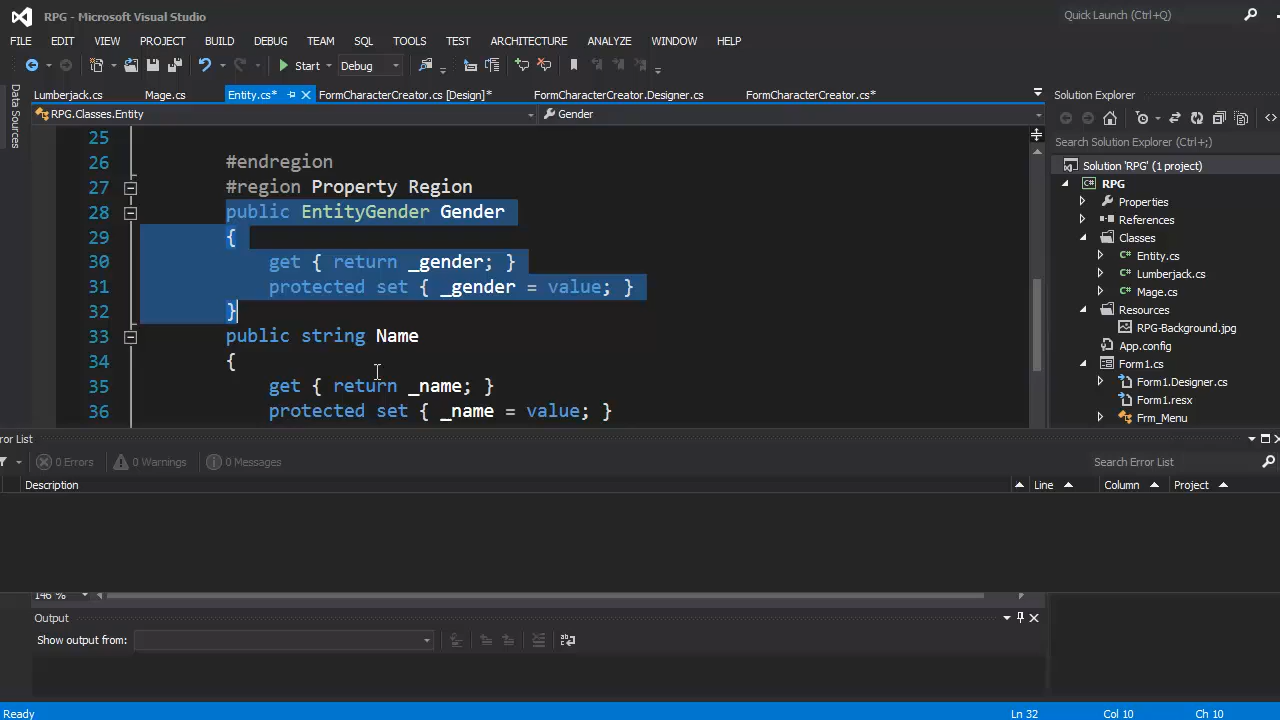 RPG - Microsoft Visual Studio
Quick Launch (Ctrl+Q)
FILE EDIT VIEW PROJECT BUILD DEBUG TEAM SQL TOOLS TEST ARCHITECTURE ANALYZE WINDOW HELP
Start Debug
Data Sources
Lumberjack.cs Mage.cs Entity.cs* FormCharacterCreator.cs [Design]* FormCharacterCreator.Designer.cs FormCharacterCreator.cs*
RPG.Classes.Entity Gender
25
26 #endregion
27 #region Property Region
28 public EntityGender Gender
29 {
30 get { return _gender; }
31 protected set { _gender = value; }
32 }
33 public string Name
34 {
35 get { return _name; }
36 protected set { _name = value; }
Solution Explorer
Search Solution Explorer (Ctrl+;)
Solution 'RPG' (1 project)
RPG
Properties
References
Classes
Entity.cs
Lumberjack.cs
Mage.cs
Resources
RPG-Background.jpg
App.config
Form1.cs
Form1.Designer.cs
Form1.resx
Frm_Menu
rror List
0 Errors 0 Warnings 0 Messages
Search Error List
Description Line Column Project
146 %
Output
Show output from:
Ready Ln 32 Col 10 Ch 10